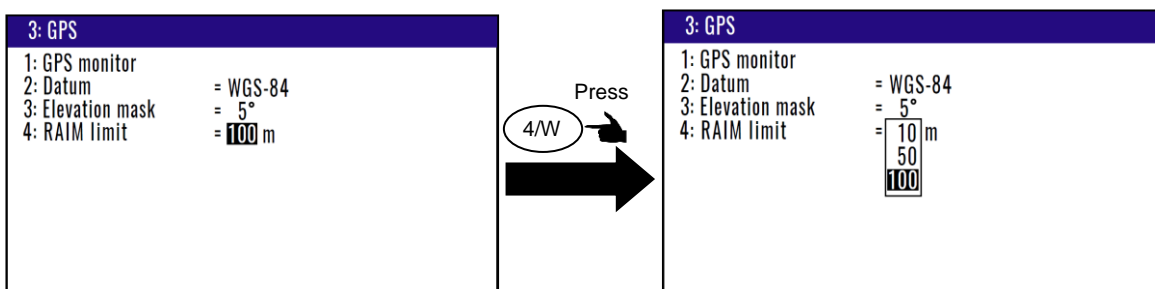 3: GPS
1: GPS monitor
2: Datum = WGS-84
3: Elevation mask = 5°
4: RAIM limit = 100 m
Press
4/W
3: GPS
1: GPS monitor
2: Datum = WGS-84
3: Elevation mask = 5°
4: RAIM limit = 10 m
50
100